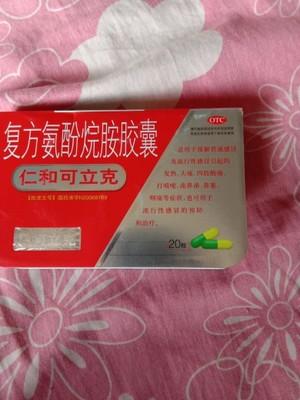 OTC
复方氨酚烷胺胶囊
仁和可立克
适用于缓解普通感冒
及流行性感冒引起的
发热、头痛、四肢酸痛、
打喷嚏、流鼻涕、鼻塞、
咽痛等症状，也可用于
流行性感冒的预防
和治疗。
20粒